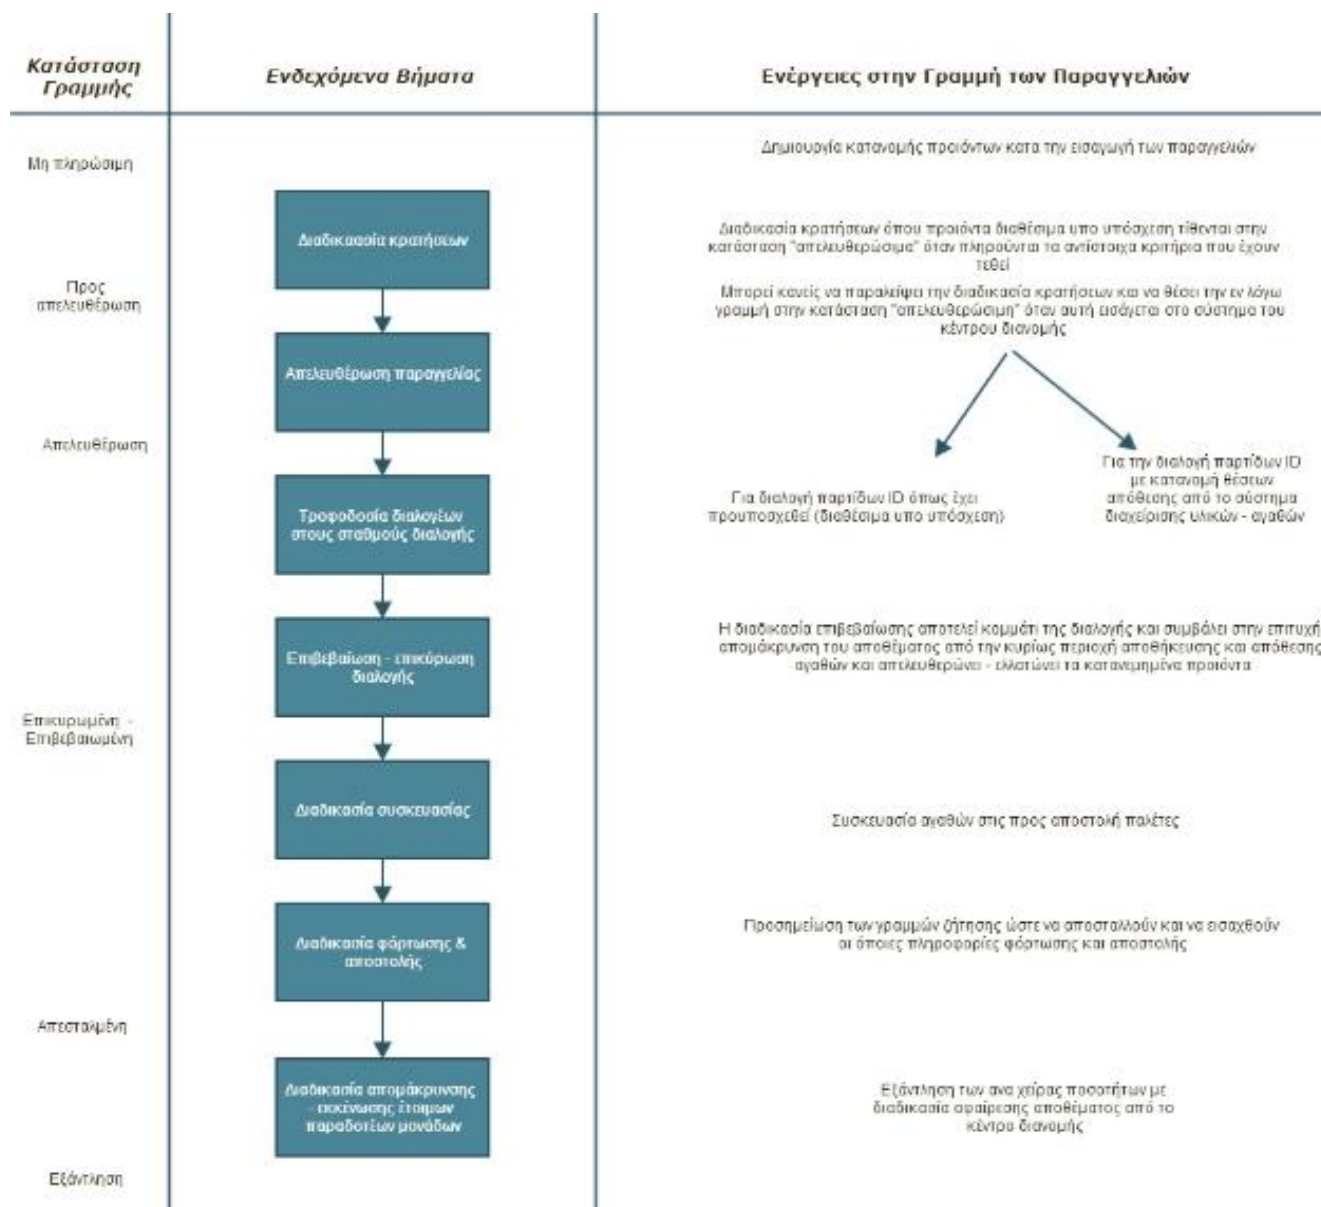 Κατάσταση
Γραμμής
Ενδεχόμενα Βήματα
Ενέργειες στην Γραμμή των Παραγγελιών
Μη πληρώσιμη
Δημιουργία κατανομής προιόντων κατα την εισαγωγή των παραγγελιών
Διαδικασία κρατήσεων
Διαδικασία κρατήσεων όπου προιόντα διαθέσιμα υπο υπόσχεση τίθενται στην
κατάσταση "απελευθερώσιμα" όταν πληρούνται τα αντίστοιχα κριτήρια που έχουν
τεθεί
Προς
απελευθέρωση
Μπορεί κανείς να παραλείψει την διαδικασία κρατήσεων και να θέσει την εν λόγω
γραμμή στην κατάσταση "απελευθερώσιμη" όταν αυτή εισάγεται στο σύστημα του
κέντρου διανομής
Απελευθέρωση παραγγελίας
Απελευθέρωση
Για διαλογή παρτίδων ID όπως έχει
προυποσχεθεί (διαθέσιμα υπο υπόσχεση)
Για την διαλογή παρτίδων ID
με κατανομή θέσεων
απόθεσης από το σύστημα
διαχείρισης υλικών - αγαθών
Τροφοδοσία διαλογέων
στους σταθμούς διαλογής
Επιβεβαίωση - επικύρωση
διαλογής
Η διαδικασία επιβεβαίωσης αποτελεί κομμάτι της διαλογής και συμβάλει στην επιτυχή
απομάκρυνση του αποθέματος από την κυρίως περιοχή αποθήκευσης και απόθεσης
αγαθών και απελευθερώνει - ελλατώνει τα κατανεμημένα προιόντα
Επικυρωμένη -
Επιβεβαιωμένη
Διαδικασία συσκευασίας
Συσκευασία αγαθών στις προς αποστολή παλέτες
Διαδικασία φόρτωσης &
αποστολής
Προσημείωση των γραμμών ζήτησης ώστε να αποσταλλούν και να εισαχθούν
οι όποιες πληροφορίες φόρτωσης και αποστολής
Απεσταλμένη
Διαδικασία απομάκρυνσης
- εκκένωσης έτοιμων
παραδοτέων μονάδων
Εξάντληση των ανα χείρας ποσοτήτων με
διαδικασία αφαίρεσης αποθέματος από το
κέντρο διανομής
Εξάντληση